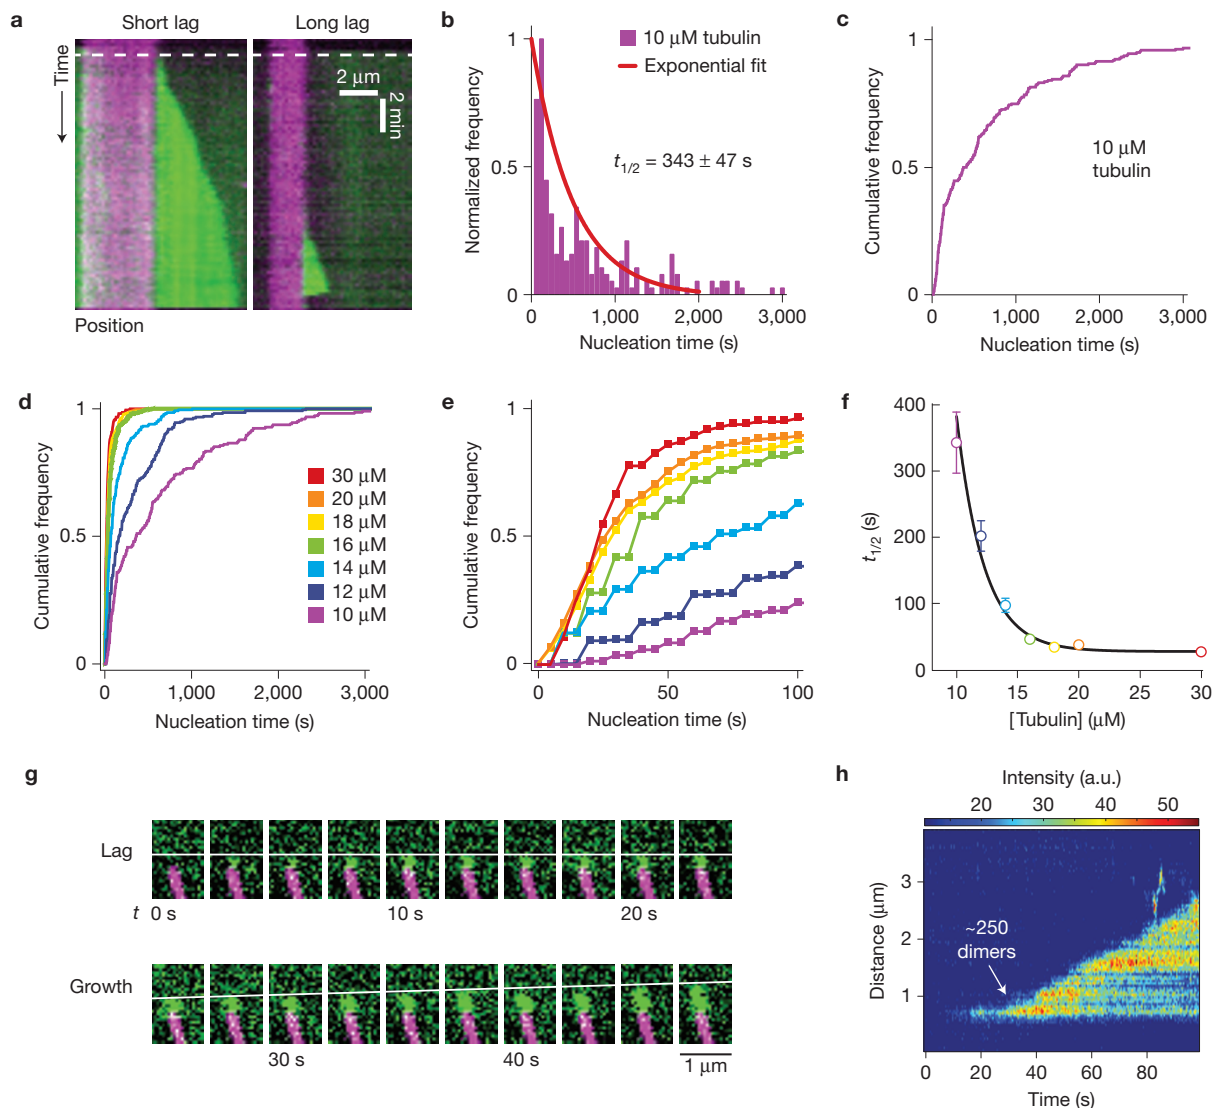 a
Short lag
Long lag
Time
2 μm
2 min
Position
b
Normalized frequency
1
0
10 μM tubulin
Exponential fit
t1/2 = 343 ± 47 s
0
1,000
2,000
3,000
Nucleation time (s)
c
Cumulative frequency
1
0.5
0
10 μM
tubulin
0
1,000
2,000
3,000
Nucleation time (s)
d
Cumulative frequency
1
0.5
0
30 μM
20 μM
18 μM
16 μM
14 μM
12 μM
10 μM
0
1,000
2,000
3,000
Nucleation time (s)
e
Cumulative frequency
1
0.5
0
0
50
100
Nucleation time (s)
f
t1/2 (s)
400
300
200
100
0
10
15
20
25
30
[Tubulin] (μM)
g
Lag
t
0 s
10 s
20 s
Growth
30 s
40 s
1 μm
h
Intensity (a.u.)
20
30
40
50
Distance (μm)
3
2
1
~250
dimers
0
20
40
60
80
Time (s)